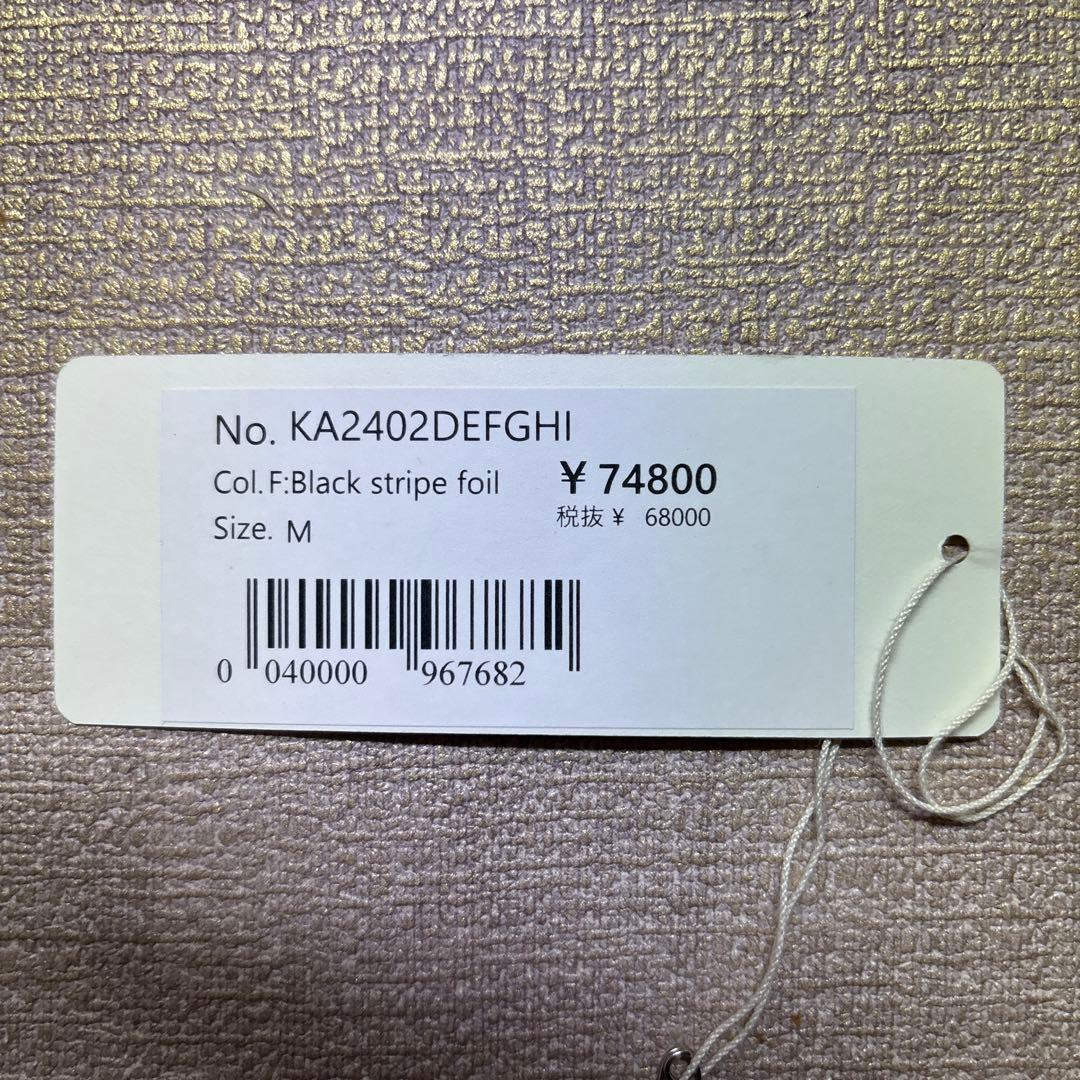 No. KA2402DEFGHI
Col.F:Black stripe foil ¥ 74800
税抜 ¥ 68000
Size. M
0 040000 967682